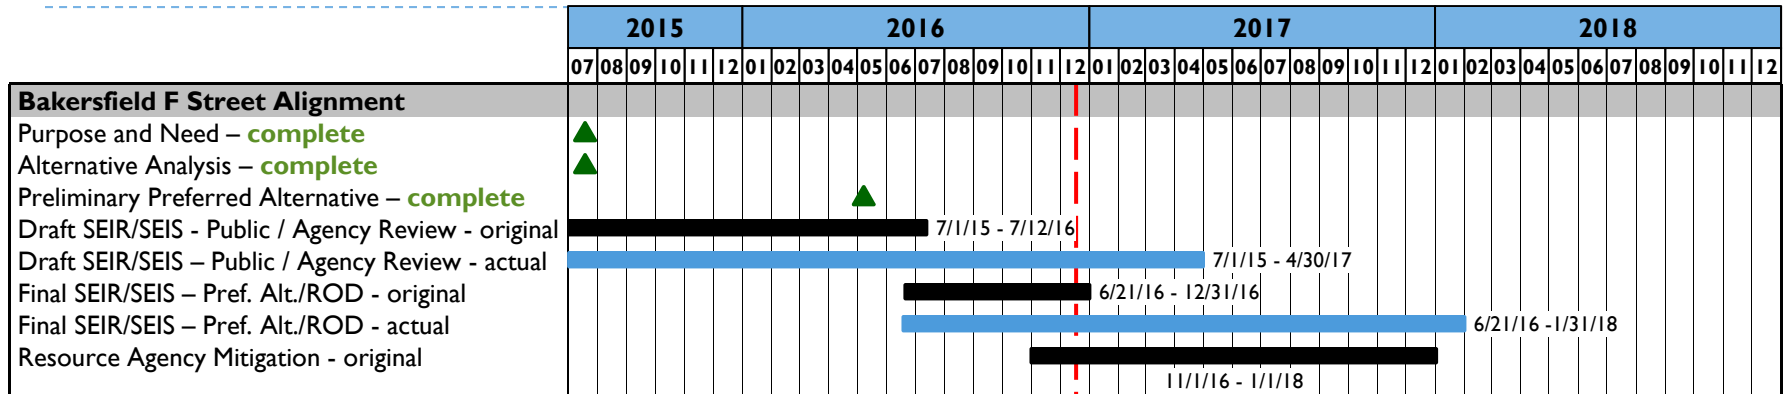 2015 2016 2017 2018
07 08 09 10 11 12 01 02 03 04 05 06 07 08 09 10 11 12 01 02 03 04 05 06 07 08 09 10 11 12 01 02 03 04 05 06 07 08 09 10 11 12
Bakersfield F Street Alignment
Purpose and Need – complete
Alternative Analysis – complete
Preliminary Preferred Alternative – complete
Draft SEIR/SEIS - Public / Agency Review - original 7/1/15 - 7/12/16
Draft SEIR/SEIS – Public / Agency Review - actual 7/1/15 - 4/30/17
Final SEIR/SEIS – Pref. Alt./ROD - original 6/21/16 - 12/31/16
Final SEIR/SEIS – Pref. Alt./ROD - actual 6/21/16 -1/31/18
Resource Agency Mitigation - original
11/1/16 - 1/1/18